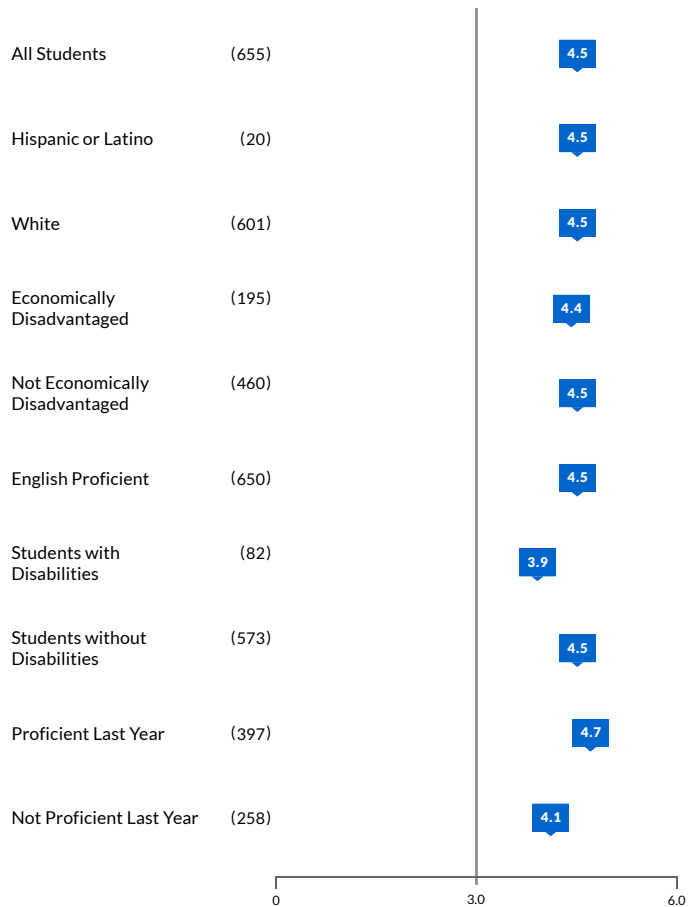 All Students (655) 4.5
Hispanic or Latino (20) 4.5
White (601) 4.5
Economically (195)
Disadvantaged 4.4
Not Economically (460)
Disadvantaged 4.5
English Proficient (650) 4.5
Students with (82)
Disabilities 3.9
Students without (573)
Disabilities 4.5
Proficient Last Year (397) 4.7
Not Proficient Last Year (258) 4.1
0 3.0 6.0